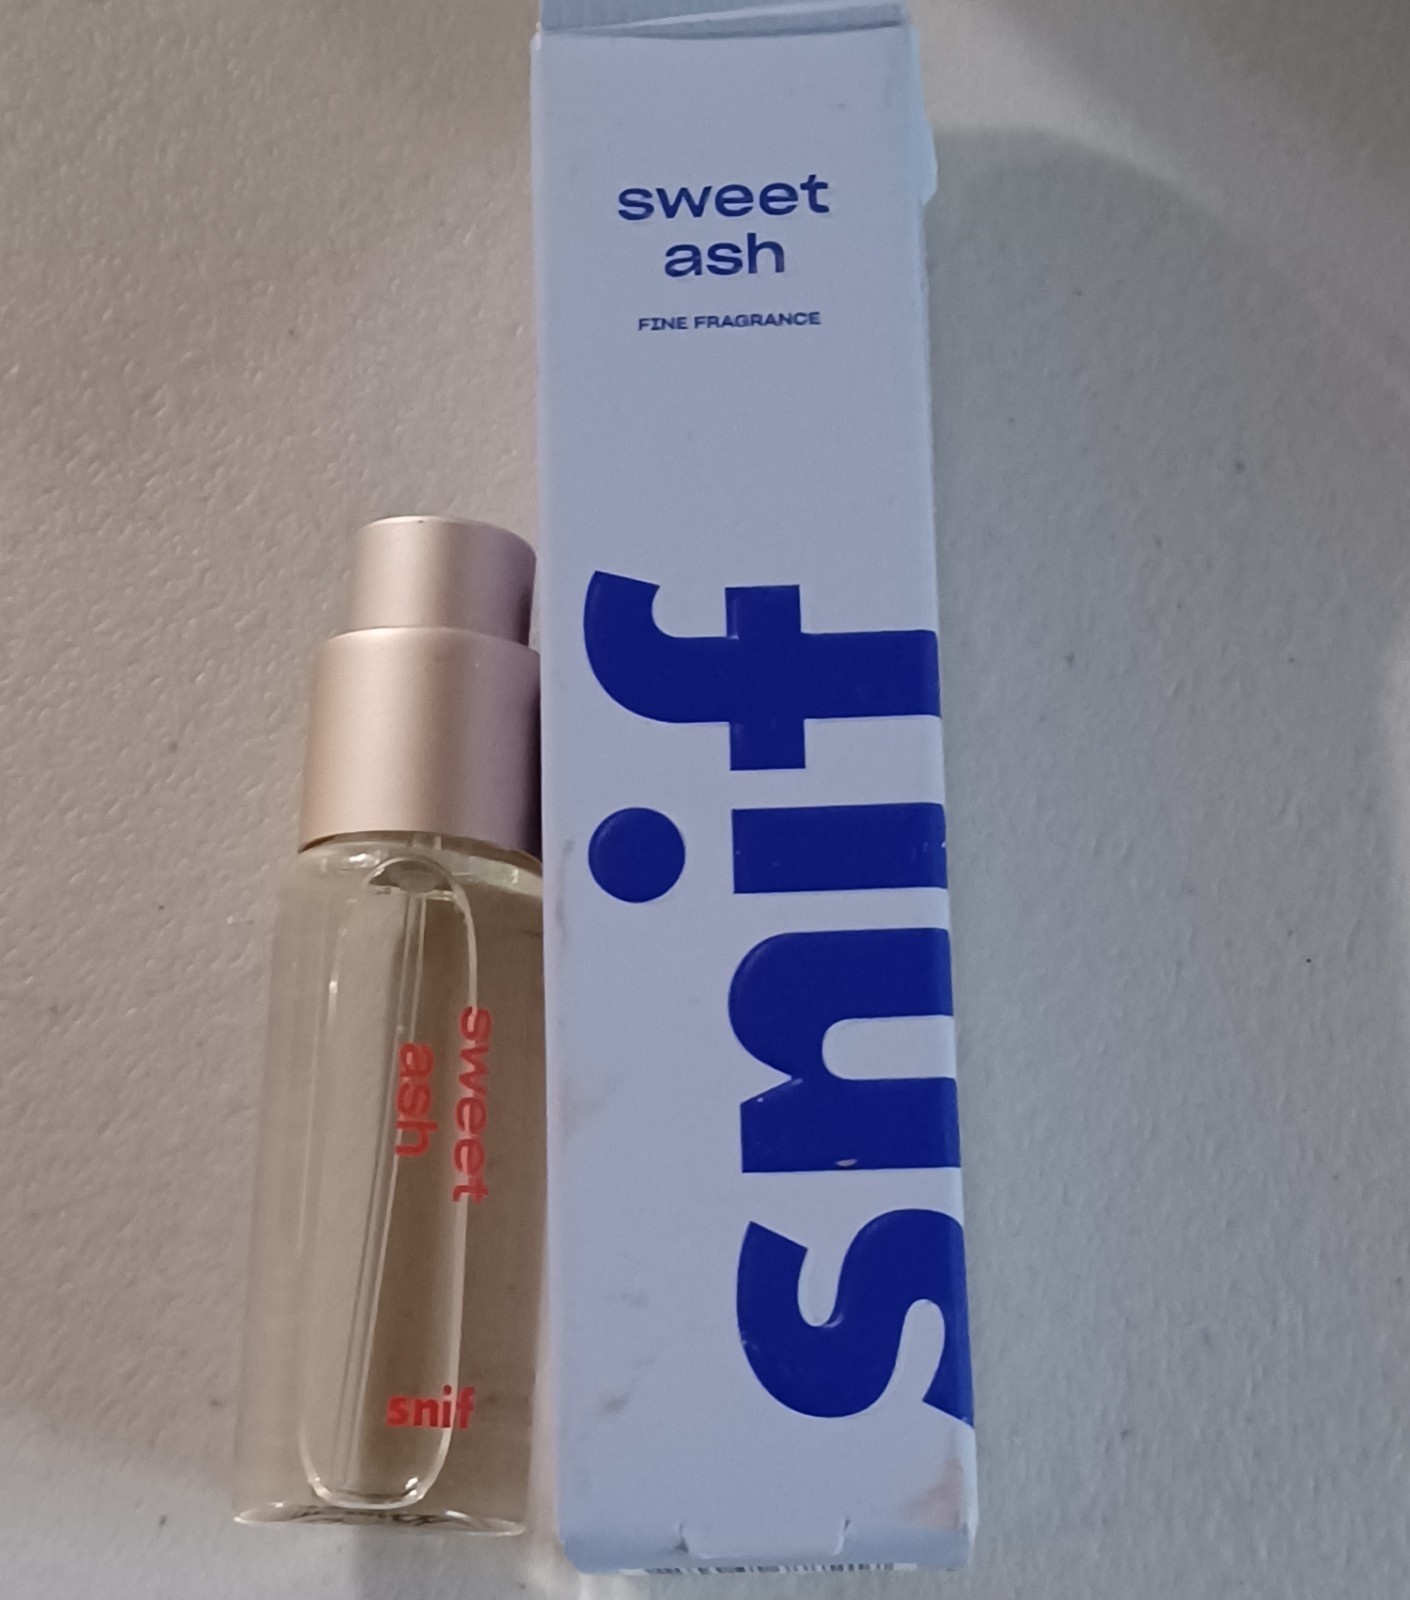 sweet
ash
FINE FRAGRANCE
snif
sweet
ash
snif